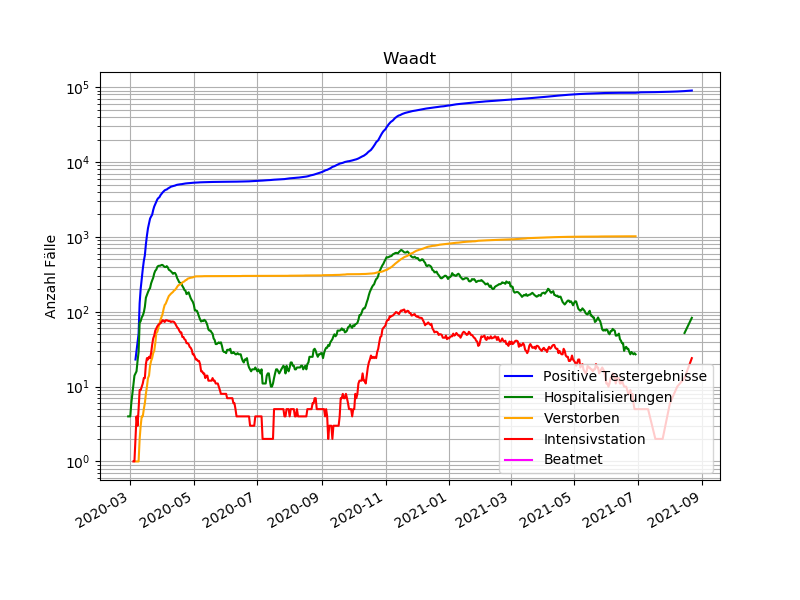 Waadt
Anzahl Fälle
10^5
10^4
10^3
10^2
10^1
10^0
Positive Testergebnisse
Hospitalisierungen
Verstorben
Intensivstation
Beatmet
2020-03
2020-05
2020-07
2020-09
2020-11
2021-01
2021-03
2021-05
2021-07
2021-09